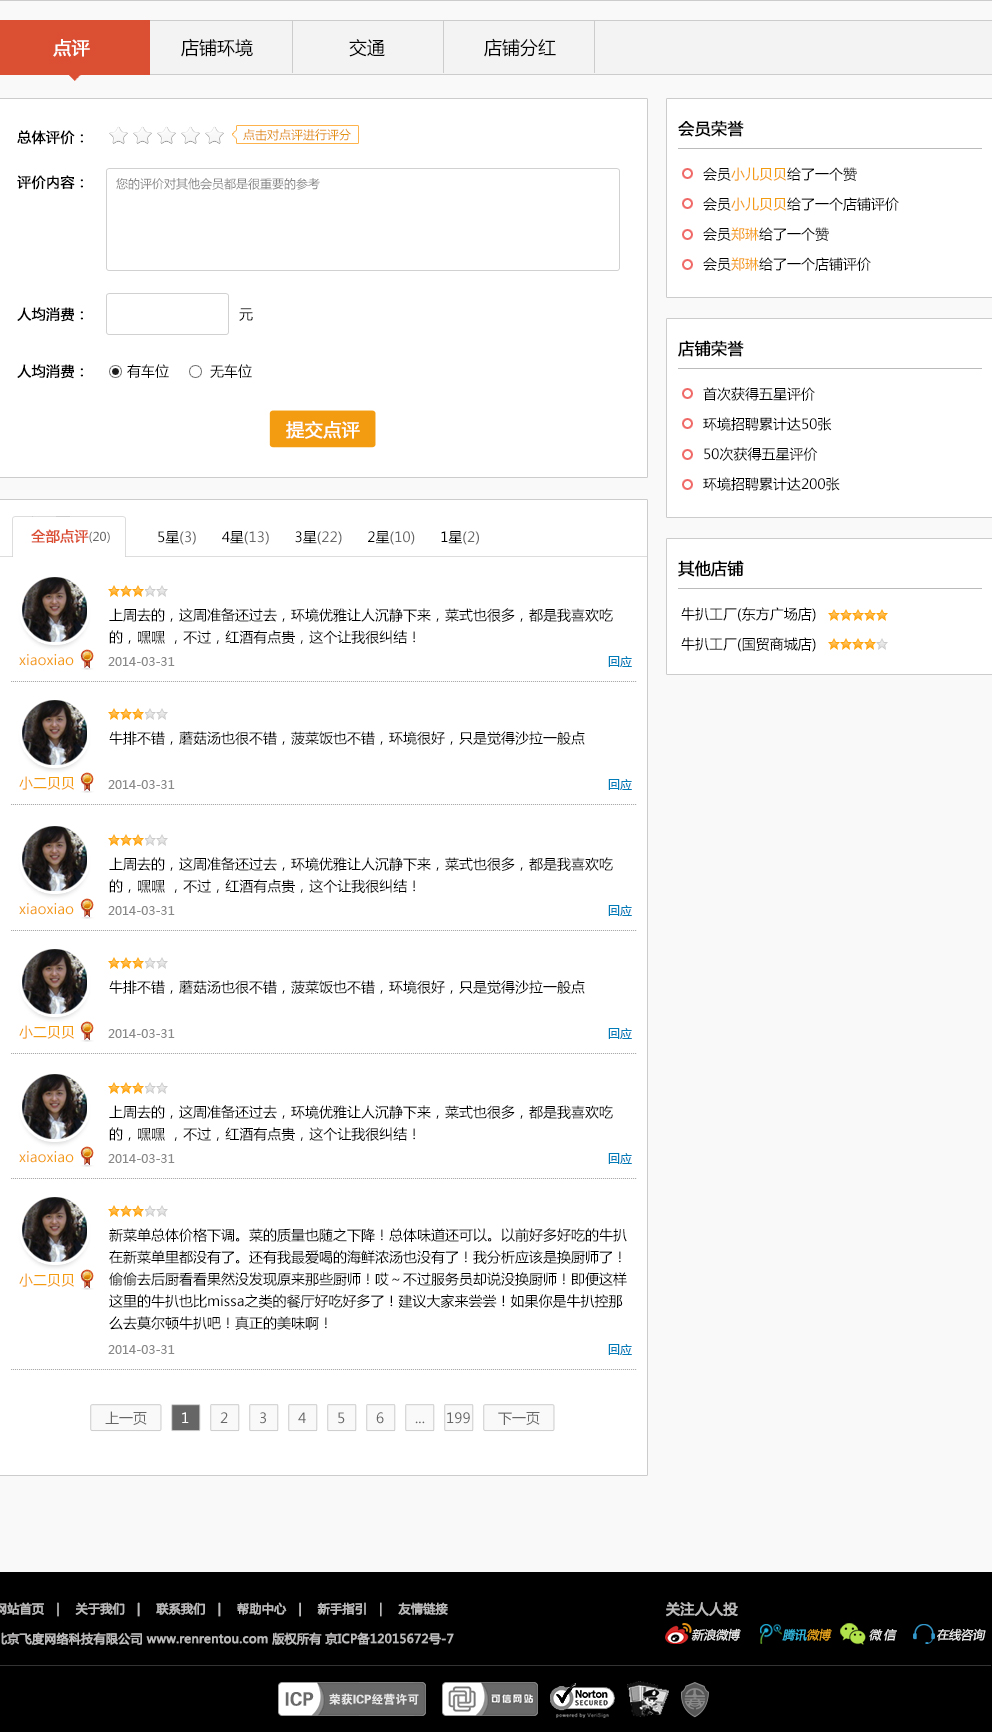 点评 店铺环境 交通 店铺分红
总体评价： 点击对点评进行评分
评价内容： 您的评价对其他会员都是很重要的参考
人均消费： 元
人均消费： 有车位 无车位
提交点评
全部点评(20) 5星(3) 4星(13) 3星(22) 2星(10) 1星(2)
上周去的，这周准备还过去，环境优雅让人沉静下来，菜式也很多，都是我喜欢吃
的，嘿嘿 ，不过，红酒有点贵，这个让我很纠结！
xiaoxiao 2014-03-31 回应
牛排不错，蘑菇汤也很不错，菠菜饭也不错，环境很好，只是觉得沙拉一般点
小二贝贝 2014-03-31 回应
上周去的，这周准备还过去，环境优雅让人沉静下来，菜式也很多，都是我喜欢吃
的，嘿嘿 ，不过，红酒有点贵，这个让我很纠结！
xiaoxiao 2014-03-31 回应
牛排不错，蘑菇汤也很不错，菠菜饭也不错，环境很好，只是觉得沙拉一般点
小二贝贝 2014-03-31 回应
上周去的，这周准备还过去，环境优雅让人沉静下来，菜式也很多，都是我喜欢吃
的，嘿嘿 ，不过，红酒有点贵，这个让我很纠结！
xiaoxiao 2014-03-31 回应
新菜单总体价格下调。菜的质量也随之下降！总体味道还可以。以前好多好吃的牛扒
在新菜单里都没有了。还有我最爱喝的海鲜浓汤也没有了！我分析应该是换厨师了！
小二贝贝 偷偷去后厨看看果然没发现原来那些厨师！哎～不过服务员却说没换厨师！即便这样
这里的牛扒也比missa之类的餐厅好吃好多了！建议大家来尝尝！如果你是牛扒控那
么去莫尔顿牛扒吧！真正的美味啊！
2014-03-31 回应
上一页 1 2 3 4 5 6 ... 199 下一页
会员荣誉
会员小儿贝贝给了一个赞
会员小儿贝贝给了一个店铺评价
会员郑琳给了一个赞
会员郑琳给了一个店铺评价
店铺荣誉
首次获得五星评价
环境招聘累计达50张
50次获得五星评价
环境招聘累计达200张
其他店铺
牛扒工厂(东方广场店)
牛扒工厂(国贸商城店)
网站首页 | 关于我们 | 联系我们 | 帮助中心 | 新手指引 | 友情链接
北京飞度网络科技有限公司 www.renrentou.com 版权所有 京ICP备12015672号-7
关注人人投
新浪微博 腾讯微博 微信 在线咨询
ICP 荣获ICP经营许可 可信网站 Norton SECURED powered by VeriSign